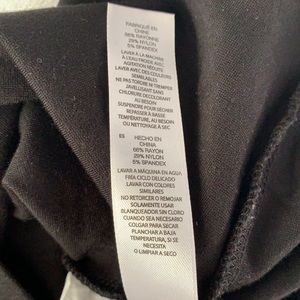 FABRIQUÉ EN
CHINE
66% RAYONNE
29% NYLON
5% SPANDEX
LAVER À LA MACHINE
À L'EAU FROIDE, AVEC
AGITATION RÉDUITE
LAVER AVEC DES COULEURS
SEMBLABLES
NE PAS TORDRE NI TREMPER
JAVELLISANT SANS
CHLORE DÉCOLORANT
AU BESOIN
SUSPENDRE POUR SÉCHER
REPASSER À BASSE
TEMPÉRATURE, AU BESOIN
OU NETTOYAGE À SEC
ES HECHO EN
CHINA
66% RAYON
29% NYLON
5% SPANDEX
LAVAR A MÁQUINA EN AGUA
FRÍA CICLO DELICADO
LAVAR CON COLORES
SIMILARES
NO RETORCER O REMOJAR
SOLAMENTE USAR
BLANQUEADOR SIN CLORO
CUANDO SEA NECESARIO
COLGAR PARA SECAR
PLANCHAR A BAJA
TEMPERATURA, SI SE
NECESITA
O LIMPIAR A SECO